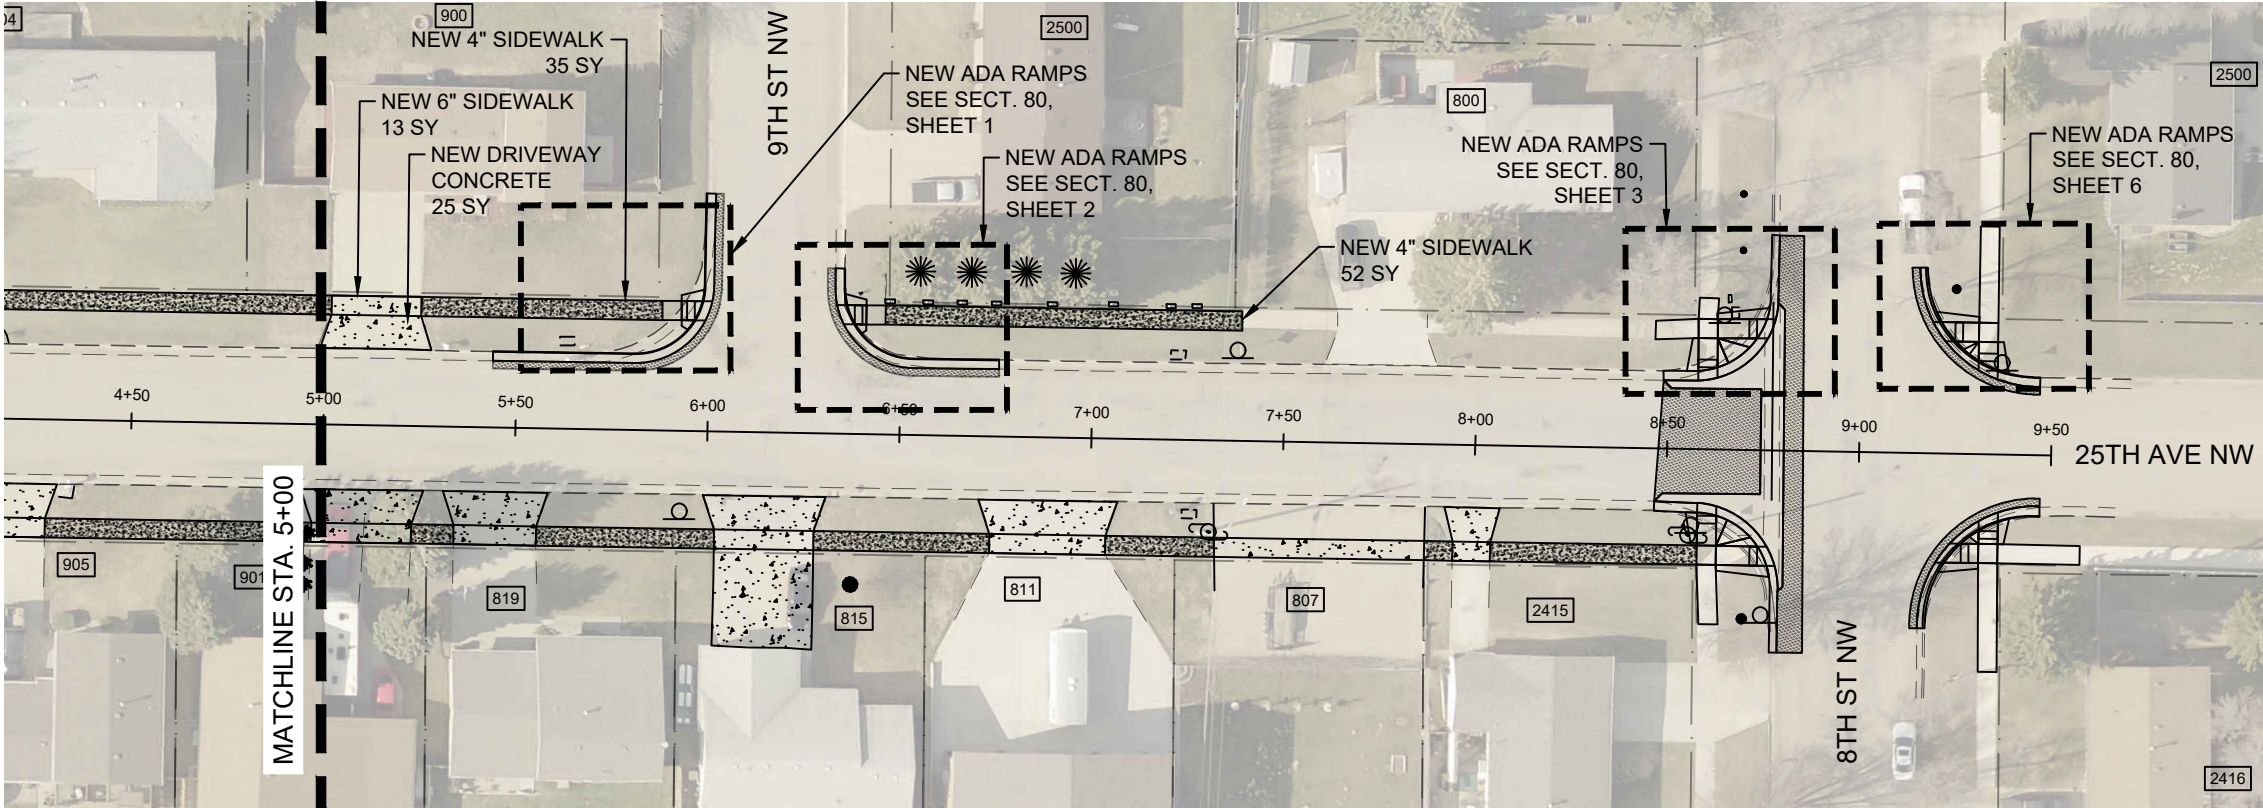 04
900
NEW 4" SIDEWALK
35 SY
NEW 6" SIDEWALK
13 SY
NEW DRIVEWAY
CONCRETE
25 SY
9TH ST NW
NEW ADA RAMPS
SEE SECT. 80,
SHEET 1
2500
NEW ADA RAMPS
SEE SECT. 80,
SHEET 2
NEW 4" SIDEWALK
52 SY
800
NEW ADA RAMPS
SEE SECT. 80,
SHEET 3
2500
NEW ADA RAMPS
SEE SECT. 80,
SHEET 6
4+50
5+00
5+50
6+00
6+50
7+00
7+50
8+00
8+50
9+00
9+50
25TH AVE NW
MATCHLINE STA. 5+00
905
901
819
815
811
807
2415
8TH ST NW
2416